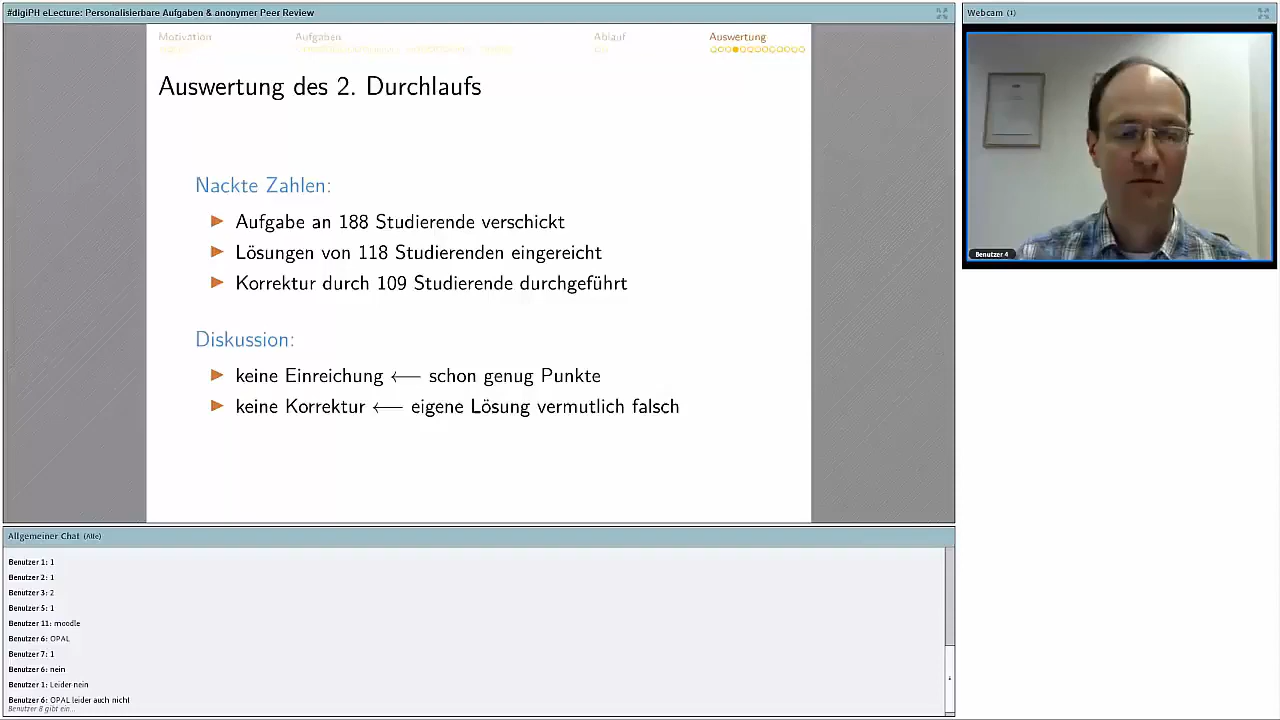 #digiPH eLecture: Personalisierbare Aufgaben & anonymer Peer Review
Webcam (1)
Motivation Aufgaben Ablauf Auswertung
Auswertung des 2. Durchlaufs
Nackte Zahlen:
Aufgabe an 188 Studierende verschickt
Lösungen von 118 Studierenden eingereicht
Korrektur durch 109 Studierende durchgeführt
Diskussion:
keine Einreichung ⟵ schon genug Punkte
keine Korrektur ⟵ eigene Lösung vermutlich falsch
Benutzer 4
Allgemeiner Chat (Alle)
Benutzer 1: 1
Benutzer 2: 1
Benutzer 3: 2
Benutzer 5: 1
Benutzer 11: moodle
Benutzer 6: OPAL
Benutzer 7: 1
Benutzer 6: nein
Benutzer 1: Leider nein
Benutzer 6: OPAL leider auch nicht
Benutzer 8 gibt ein...